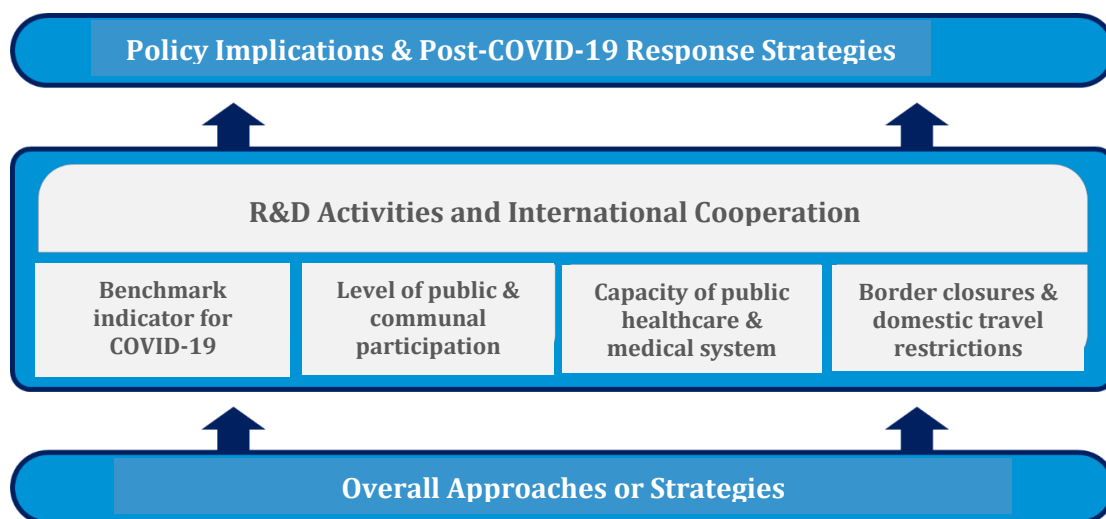 Policy Implications & Post-COVID-19 Response Strategies
R&D Activities and International Cooperation
Benchmark
indicator for
COVID-19
Level of public &
communal
participation
Capacity of public
healthcare &
medical system
Border closures &
domestic travel
restrictions
Overall Approaches or Strategies